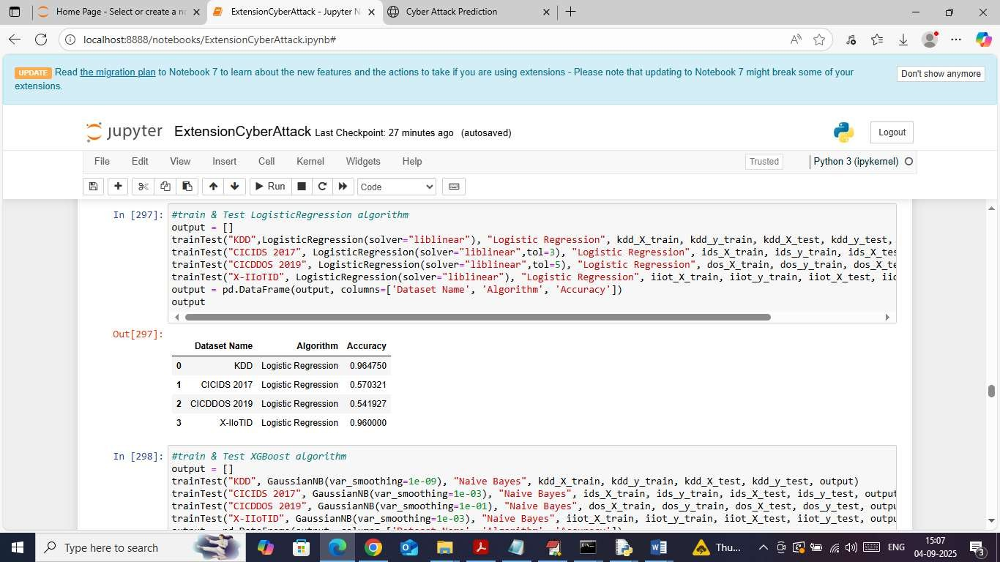 Home Page - Select or create a n
ExtensionCyberAttack - Jupyter N
Cyber Attack Prediction
localhost:8888/notebooks/ExtensionCyberAttack.ipynb#
UPDATE Read the migration plan to Notebook 7 to learn about the new features and the actions to take if you are using extensions - Please note that updating to Notebook 7 might break some of your
extensions.
Don't show anymore
jupyter ExtensionCyberAttack Last Checkpoint: 27 minutes ago (autosaved)
Logout
File Edit View Insert Cell Kernel Widgets Help
Trusted
Python 3 (ipykernel)
Run
Code
In [297]: #train & Test LogisticRegression algorithm
output = []
trainTest("KDD",LogisticRegression(solver="liblinear"), "Logistic Regression", kdd_X_train, kdd_y_train, kdd_X_test, kdd_y_test,
trainTest("CICIDS 2017", LogisticRegression(solver="liblinear",tol=3), "Logistic Regression", ids_X_train, ids_y_train, ids_X_tes
trainTest("CICDDOS 2019", LogisticRegression(solver="liblinear",tol=5), "Logistic Regression", dos_X_train, dos_y_train, dos_X_te
trainTest("X-IIoTID", LogisticRegression(solver="liblinear"), "Logistic Regression", iiot_X_train, iiot_y_train, iiot_X_test, iio
output = pd.DataFrame(output, columns=['Dataset Name', 'Algorithm', 'Accuracy'])
output
Out[297]:
Dataset Name Algorithm Accuracy
0 KDD Logistic Regression 0.964750
1 CICIDS 2017 Logistic Regression 0.570321
2 CICDDOS 2019 Logistic Regression 0.541927
3 X-IIoTID Logistic Regression 0.960000
In [298]: #train & Test XGBoost algorithm
output = []
trainTest("KDD", GaussianNB(var_smoothing=1e-09), "Naive Bayes", kdd_X_train, kdd_y_train, kdd_X_test, kdd_y_test, output)
trainTest("CICIDS 2017", GaussianNB(var_smoothing=1e-03), "Naive Bayes", ids_X_train, ids_y_train, ids_X_test, ids_y_test, output
trainTest("CICDDOS 2019", GaussianNB(var_smoothing=1e-01), "Naive Bayes", dos_X_train, dos_y_train, dos_X_test, dos_y_test, outpu
trainTest("X-IIoTID", GaussianNB(var_smoothing=1e-03), "Naive Bayes", iiot_X_train, iiot_y_train, iiot_X_test, iiot_y_test, outpu
Type here to search
Thu...
ENG
15:07
04-09-2025
3